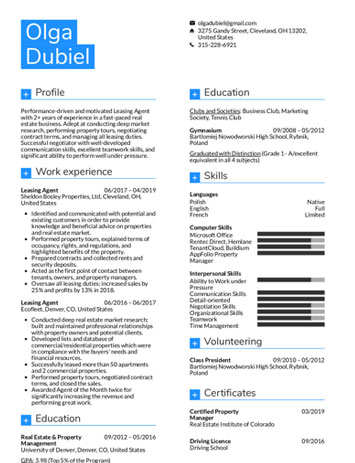 Olga
Dubiel
olgadubiel@gmail.com
3275 Gandy Street, Cleveland, OH 13202,
United States
315-228-6921
Profile
Performance-driven and motivated Leasing Agent
with 2+ years of experience in a fast-paced real
estate business. Adept at conducting deep market
research, performing property tours, negotiating
contract terms, and managing all leasing duties.
Successful negotiator with well-developed
communication skills, excellent teamwork skills, and
significant ability to perform well under pressure.
Work experience
Leasing Agent 06/2017 - 04/2019
Sheldon Bosley Properties, Ltd, Cleveland, OH,
United States
• Identified and communicated with potential and
existing customers in order to provide
knowledge and beneficial advice on properties
and real estate market.
• Performed property tours, explained terms of
occupancy, rights, and regulations, and
highlighted benefits of the property.
• Prepared contracts and collected rents and
security deposits.
• Acted as the first point of contact between
tenants, owners, and property managers.
• Oversaw all leasing duties; increased sales by
25% and profits by 13% in 2018.
Leasing Agent 06/2016 - 06/2017
Ecofleet, Denver, CO, United States
• Conducted deep real estate market research;
built and maintained professional relationships
with property owners and potential clients.
• Developed lists and database of
commercial/residential properties which were
in compliance with the buyers' needs and
financial resources.
• Successfully leased more than 50 apartments
and 2 commercial properties.
• Performed property tours, negotiated contract
terms, and closed the sales.
• Awarded Agent of the Month twice for
significantly increasing the revenue and
performing great work.
Education
Real Estate & Property 09/2012 - 05/2016
Management
University of Denver, Denver, CO, United States
GPA: 3.98 (Top 5% of the Program)
Education
Clubs and Societies: Business Club, Marketing
Society, Tennis Club
Gymnasium 09/2008 - 05/2012
Bartlomiej Nowodworski High School, Rybnik,
Poland
Graduated with Distinction (Grade 1 - A/excellent
equivalent in all 4 subjects)
Skills
Languages
Polish Native
English Full
French Limited
Computer Skills
Microsoft Office
Rentec Direct, Hemlane
TenantCloud, Buildium
AppFolio Property
Manager
Interpersonal Skills
Ability to Work under
Pressure
Communication Skills
Detail-oriented
Negotiation Skills
Organizational Skills
Teamwork
Time Management
Volunteering
Class President 09/2010 - 05/2012
Bartlomiej Nowodworski High School, Rybnik,
Poland
Certificates
Certified Property 03/2019
Manager
Real Estate Institute of Colorado
Driving Licence 09/2016
Driving School